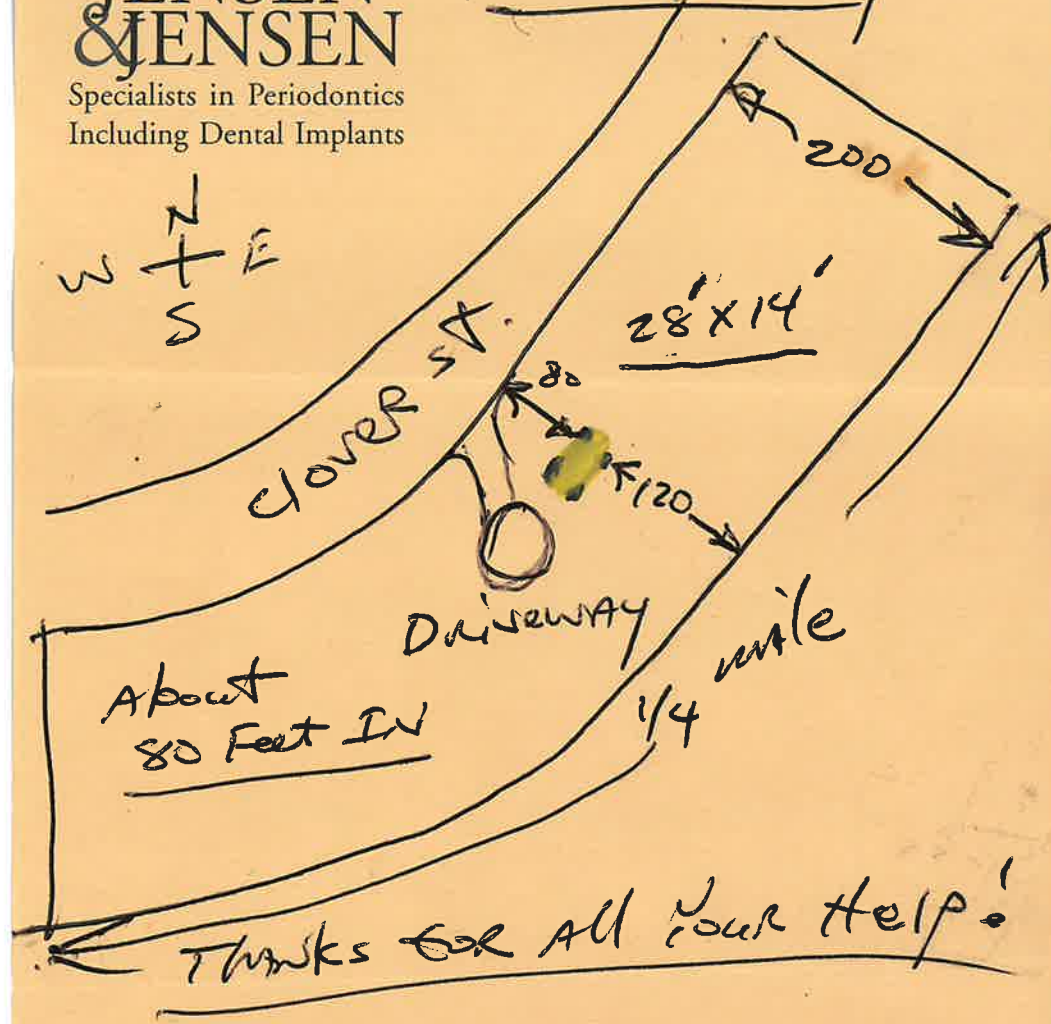 JENSEN
&JENSEN
Specialists in Periodontics
Including Dental Implants
N
W E
S
200
28'x14'
Clover St.
80
120
Driveway
mile
1/4
About
80 Feet IN
Thanks for All Your Help!